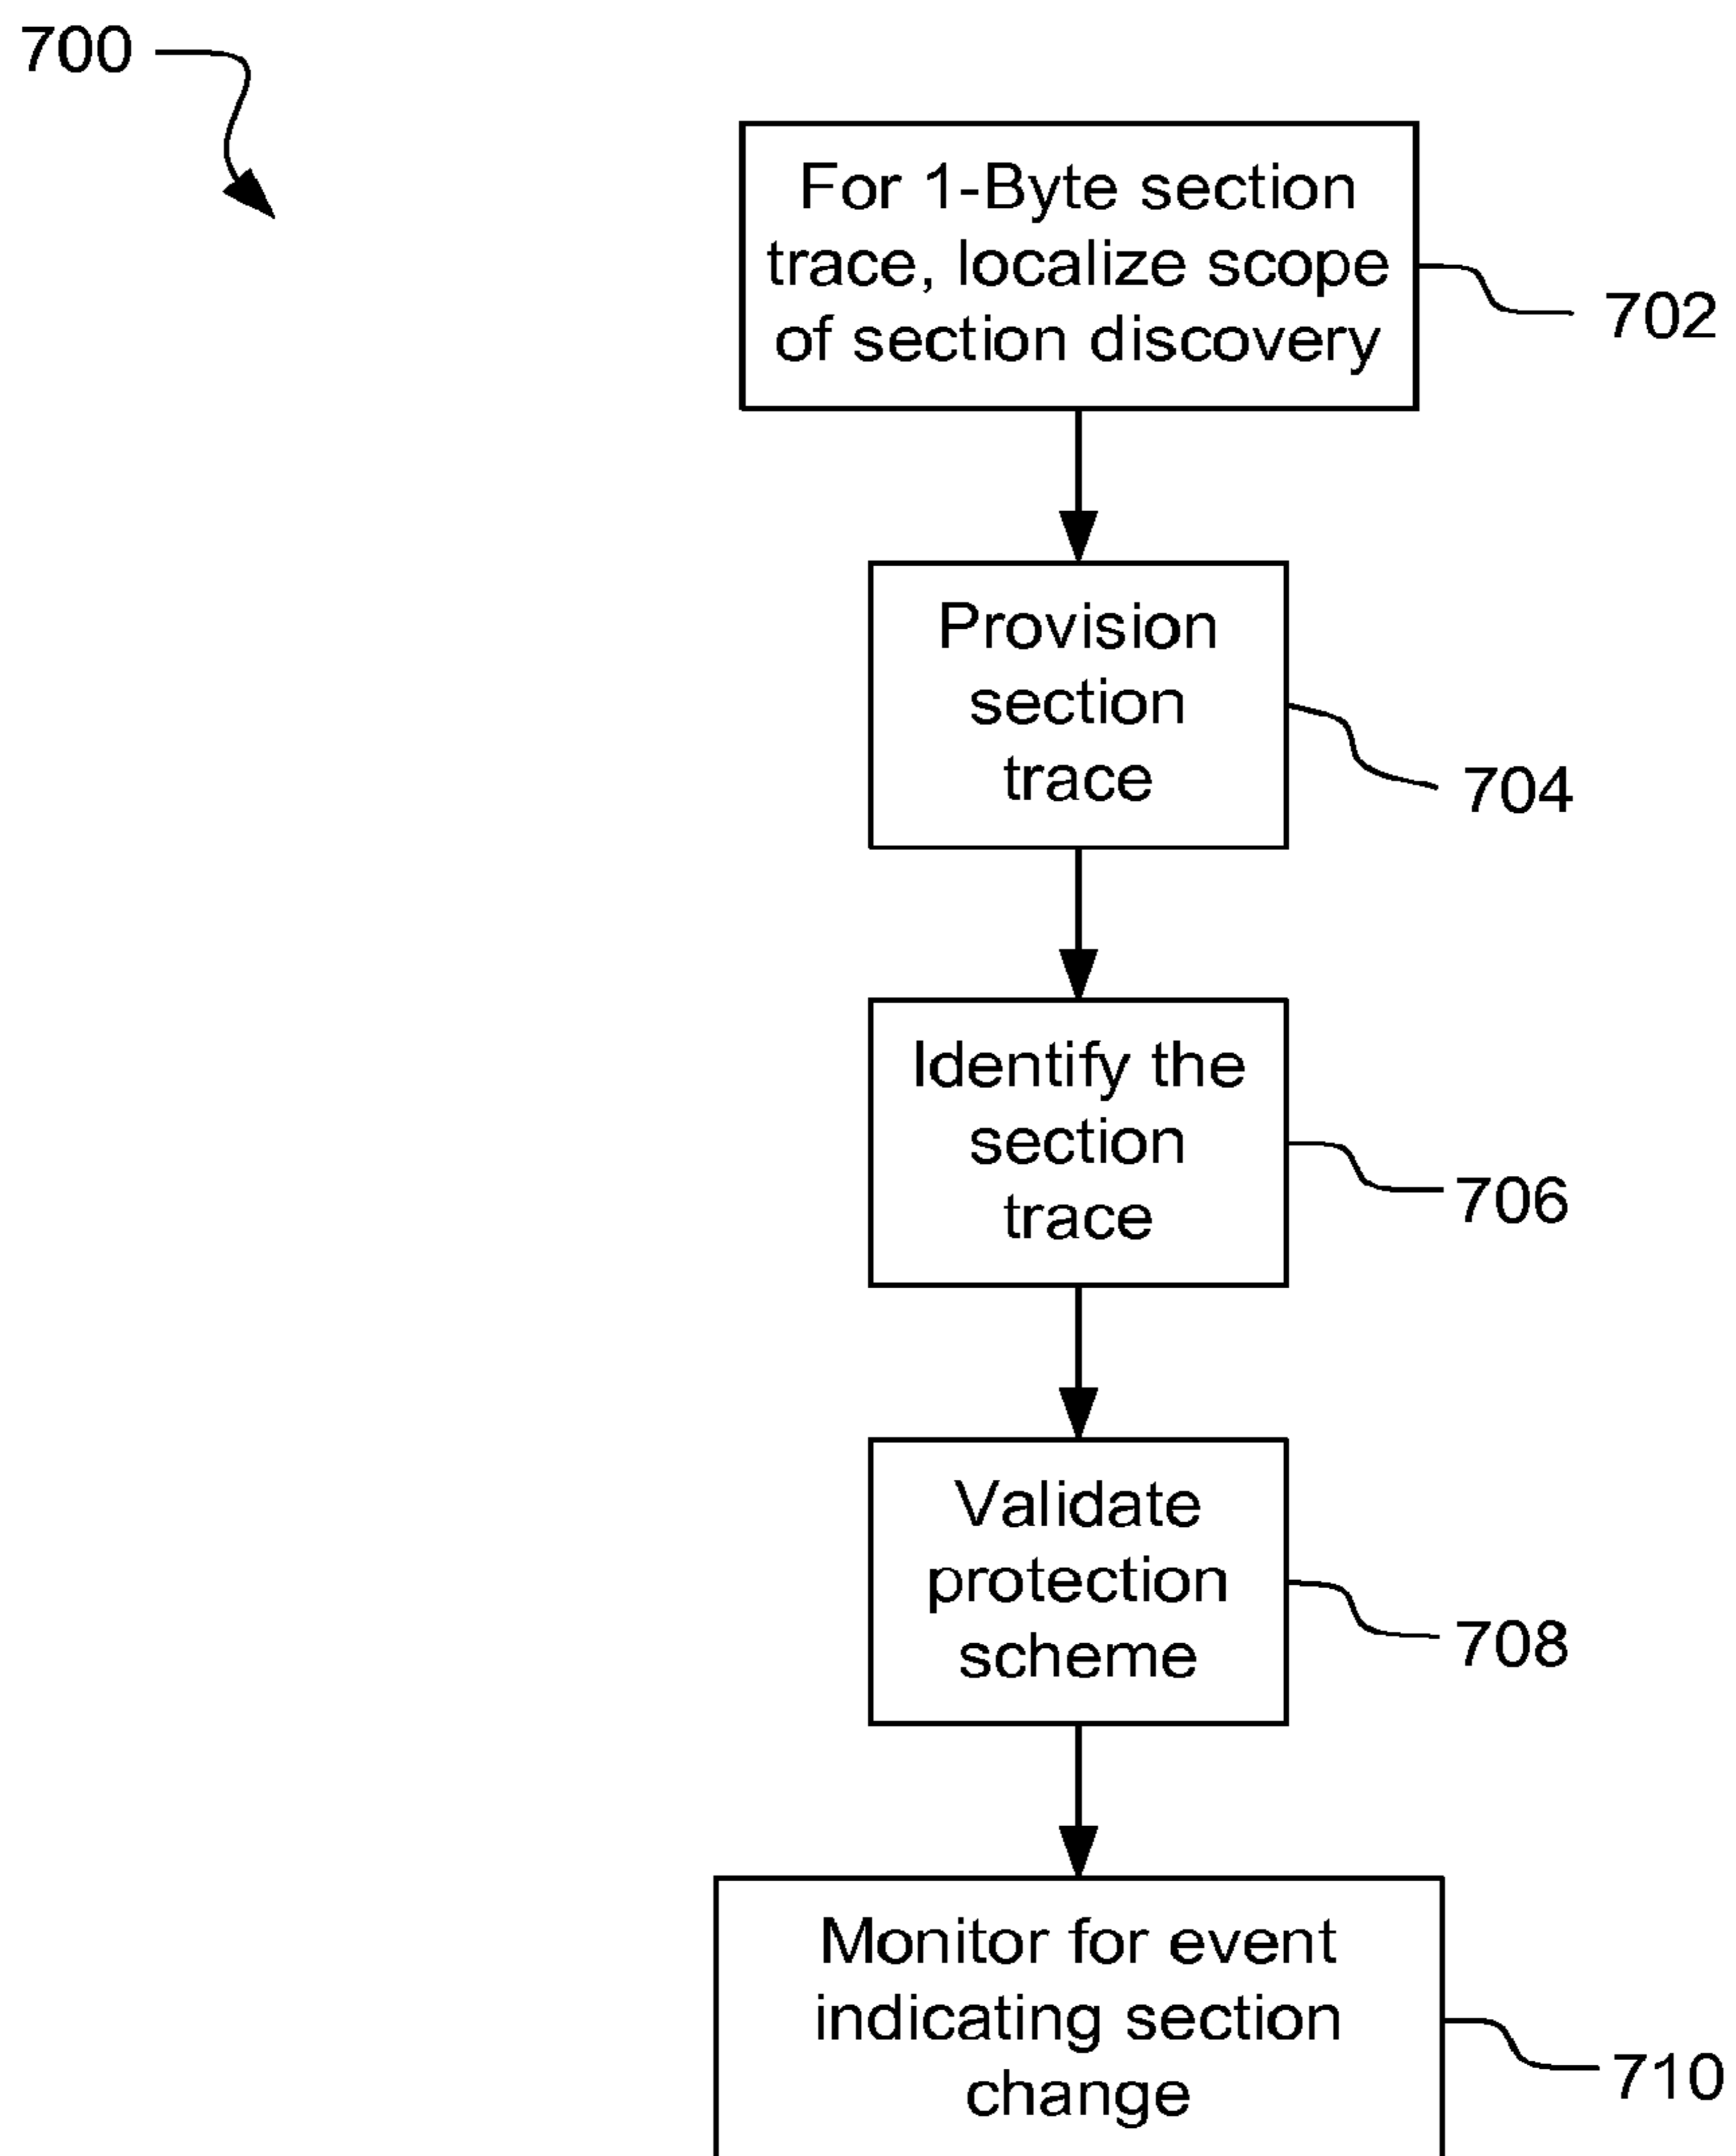 700
For 1-Byte section
trace, localize scope
of section discovery
702
Provision
section
trace
704
Identify the
section
trace
706
Validate
protection
scheme
708
Monitor for event
indicating section
change
710